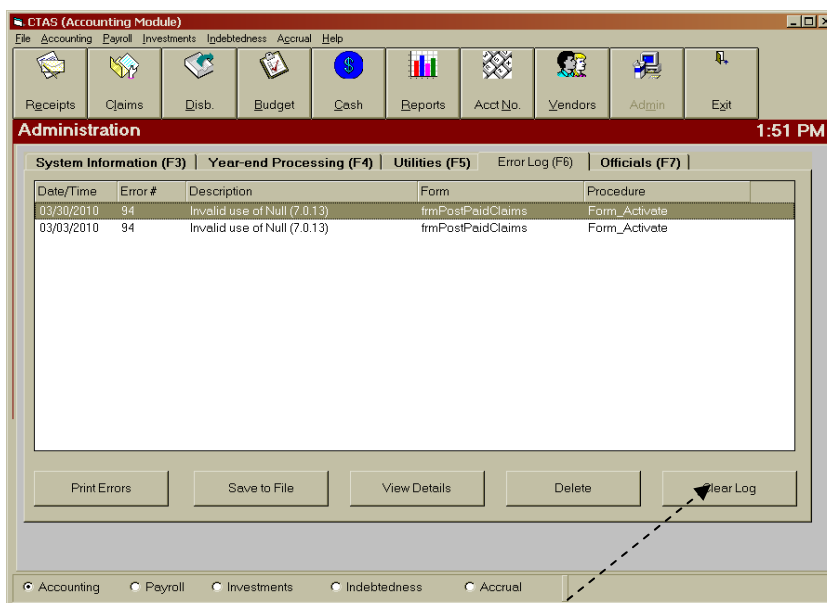 CTAS (Accounting Module)
File Accounting Payroll Investments Indebtedness Accrual Help
Receipts Claims Disb. Budget Cash Reports Acct No. Vendors Admin Exit
Administration 1:51 PM
System Information (F3) Year-end Processing (F4) Utilities (F5) Error Log (F6) Officials (F7)
Date/Time Error # Description Form Procedure
03/30/2010 94 Invalid use of Null (7.0.13) frmPostPaidClaims Form_Activate
03/03/2010 94 Invalid use of Null (7.0.13) frmPostPaidClaims Form_Activate
Print Errors Save to File View Details Delete Clear Log
Accounting Payroll Investments Indebtedness Accrual